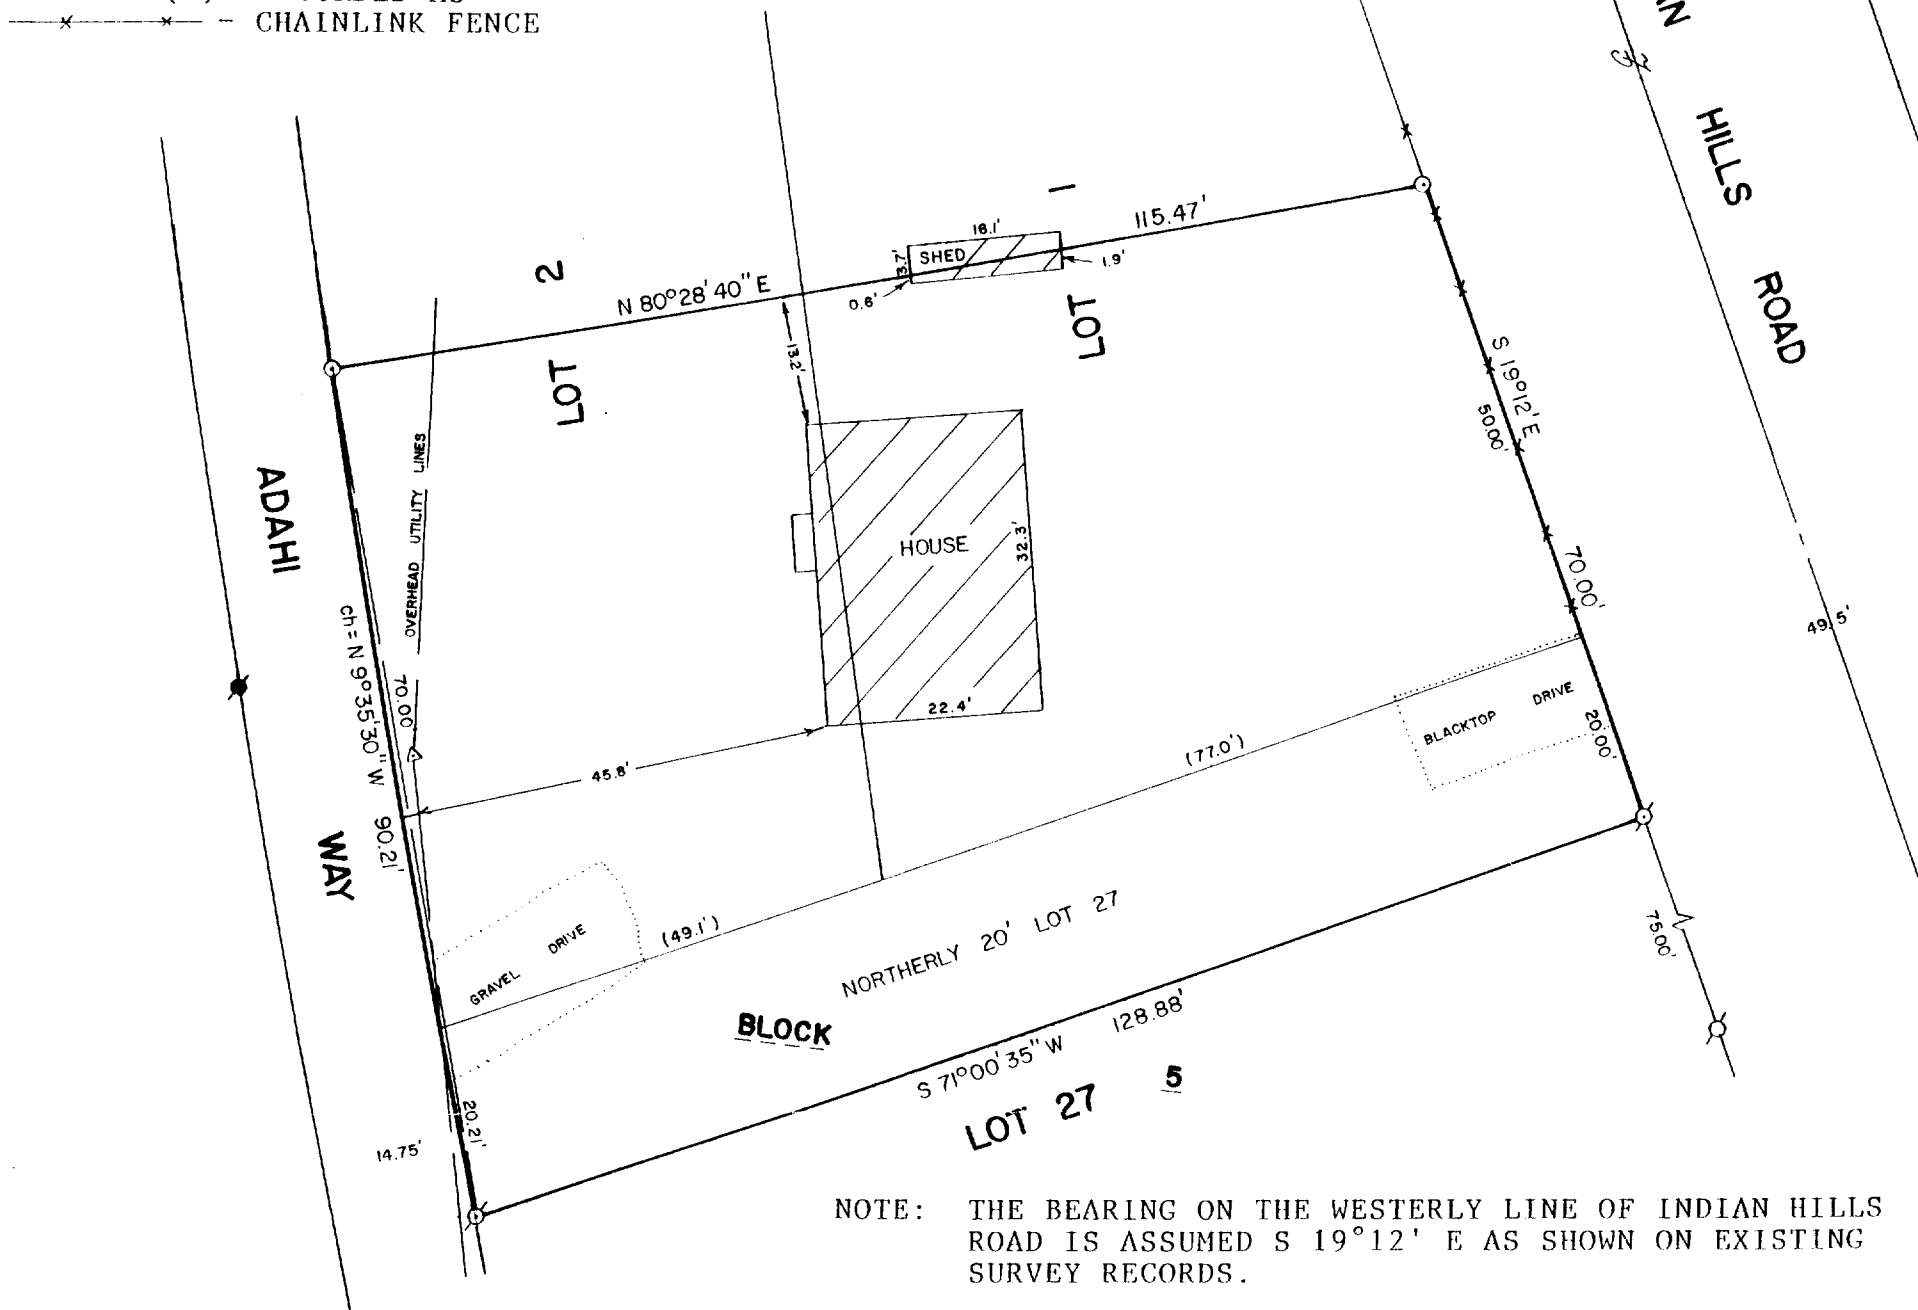 - CHAINLINK FENCE
HILLS
ROAD
LOT 1
115.47'
16.1'
SHED
3.7'
1.9'
0.6'
LOT 2
N 80°28'40" E
13.2'
S 19°12' E
50.00'
70.00'
ADAHI
WAY
OVERHEAD UTILITY LINES
HOUSE
32.3'
22.4'
49.5'
ch = N 9°35'30" W 90.21'
70.00
45.8'
(77.0')
BLACKTOP DRIVE
20.00'
GRAVEL DRIVE
(49.1')
NORTHERLY 20' LOT 27
75.00'
BLOCK
5
S 71°00'35" W 128.88'
LOT 27
20.21'
14.75'
NOTE: THE BEARING ON THE WESTERLY LINE OF INDIAN HILLS
ROAD IS ASSUMED S 19°12' E AS SHOWN ON EXISTING
SURVEY RECORDS.